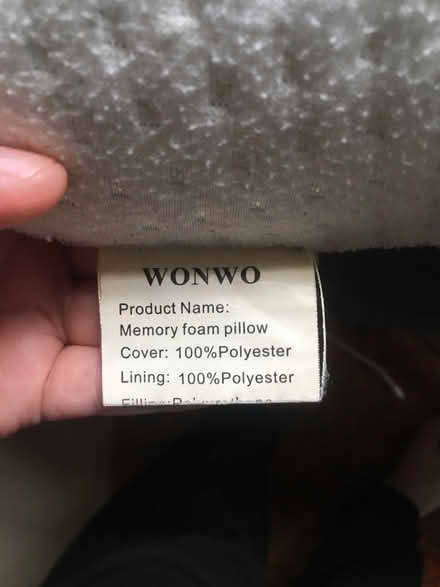 WONWO
Product Name:
Memory foam pillow
Cover: 100%Polyester
Lining: 100%Polyester